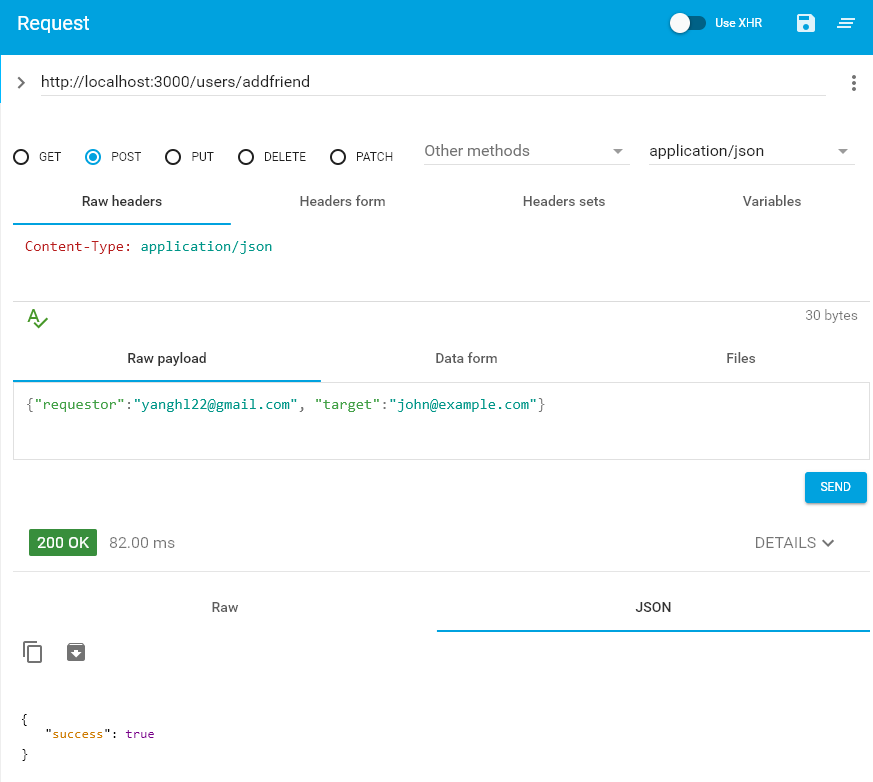 Request
Use XHR
http://localhost:3000/users/addfriend
GET POST PUT DELETE PATCH Other methods application/json
Raw headers Headers form Headers sets Variables
Content-Type: application/json
30 bytes
Raw payload Data form Files
{"requestor":"yanghl22@gmail.com", "target":"john@example.com"}
SEND
200 OK 82.00 ms DETAILS
Raw JSON
{
"success": true
}